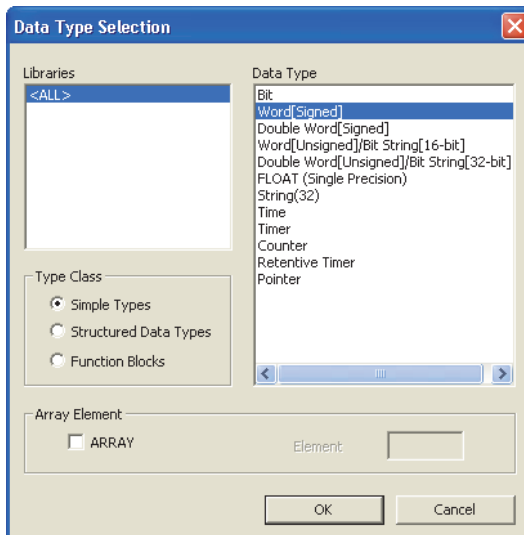 Data Type Selection
Libraries
<ALL>
Data Type
Bit
Word[Signed]
Double Word[Signed]
Word[Unsigned]/Bit String[16-bit]
Double Word[Unsigned]/Bit String[32-bit]
FLOAT (Single Precision)
String(32)
Time
Timer
Counter
Retentive Timer
Pointer
Type Class
Simple Types
Structured Data Types
Function Blocks
Array Element
ARRAY
Element
OK
Cancel